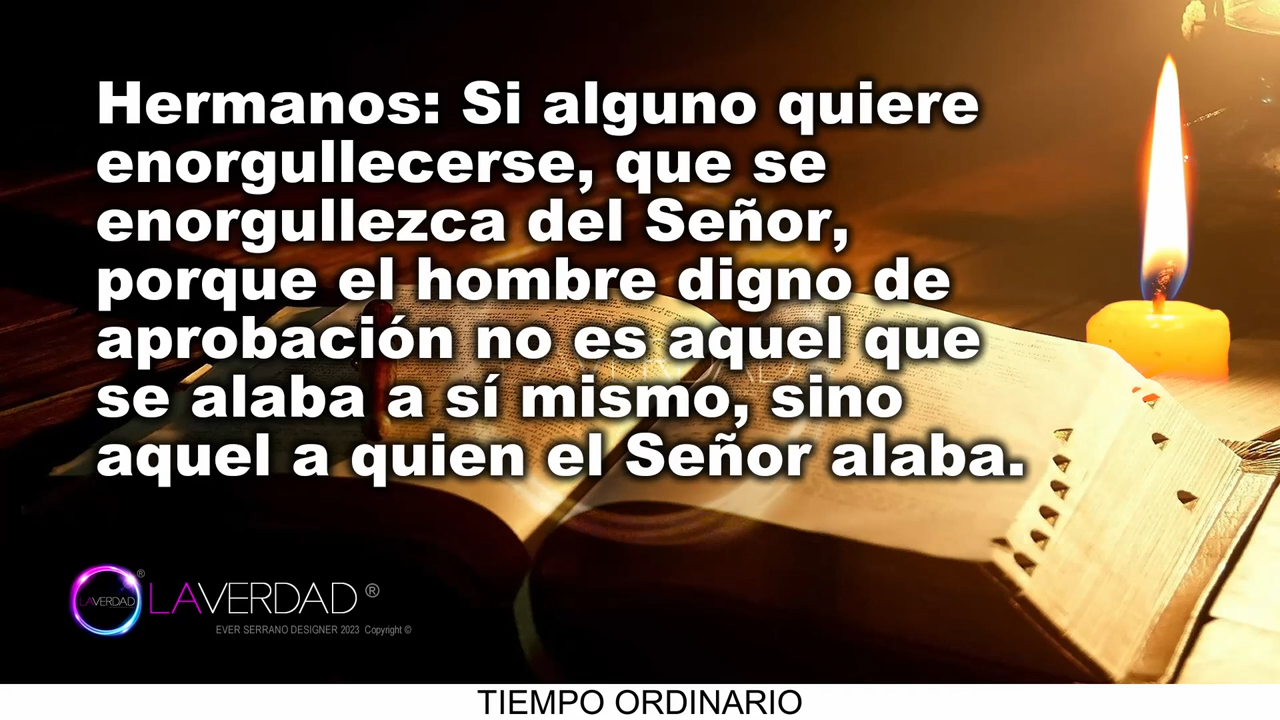 Hermanos: Si alguno quiere
enorgullecerse, que se
enorgullezca del Señor,
porque el hombre digno de
aprobación no es aquel que
se alaba a sí mismo, sino
aquel a quien el Señor alaba.
LAVERDAD ®
LAVERDAD ®
EVER SERRANO DESIGNER 2023 Copyright ©
TIEMPO ORDINARIO